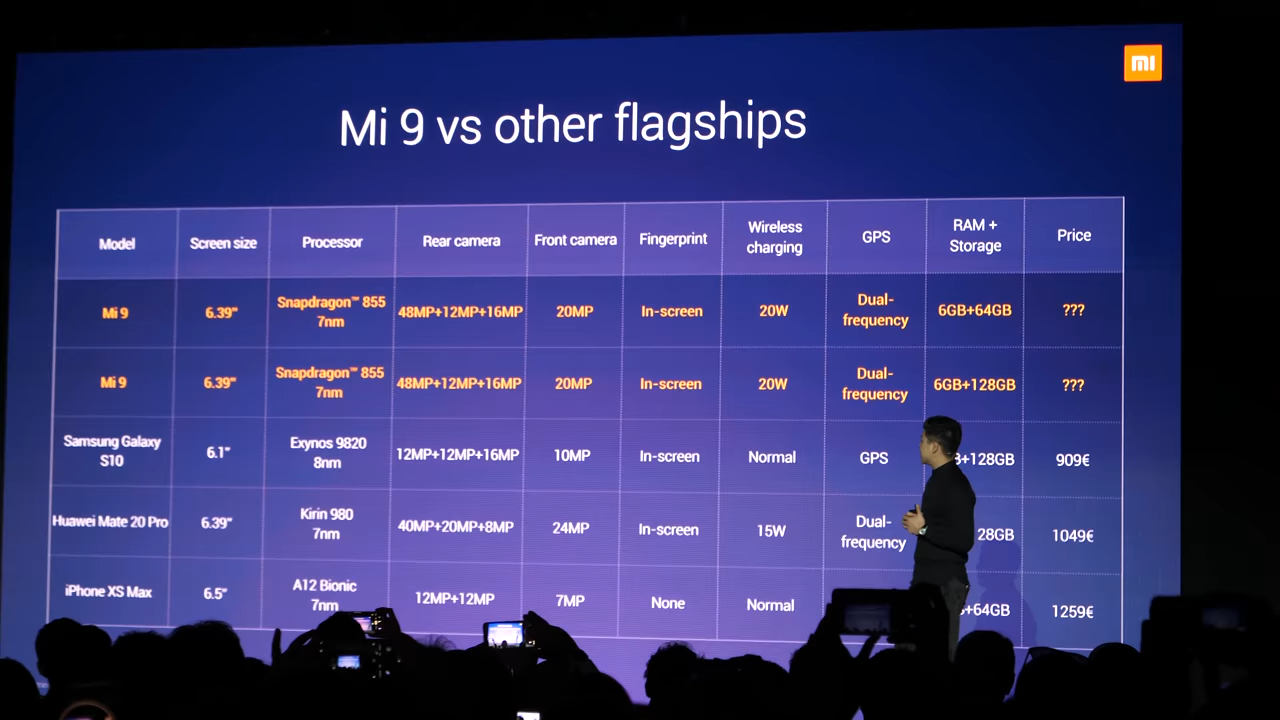 mi
Mi 9 vs other flagships
Model Screen size Processor Rear camera Front camera Fingerprint Wireless charging GPS RAM + Storage Price
Mi 9 6.39" Snapdragon™ 855 7nm 48MP+12MP+16MP 20MP In-screen 20W Dual-frequency 6GB+64GB ???
Mi 9 6.39" Snapdragon™ 855 7nm 48MP+12MP+16MP 20MP In-screen 20W Dual-frequency 6GB+128GB ???
Samsung Galaxy S10 6.1" Exynos 9820 8nm 12MP+12MP+16MP 10MP In-screen Normal GPS +128GB 909€
Huawei Mate 20 Pro 6.39" Kirin 980 7nm 40MP+20MP+8MP 24MP In-screen 15W Dual-frequency 28GB 1049€
iPhone XS Max 6.5" A12 Bionic 7nm 12MP+12MP 7MP None Normal +64GB 1259€